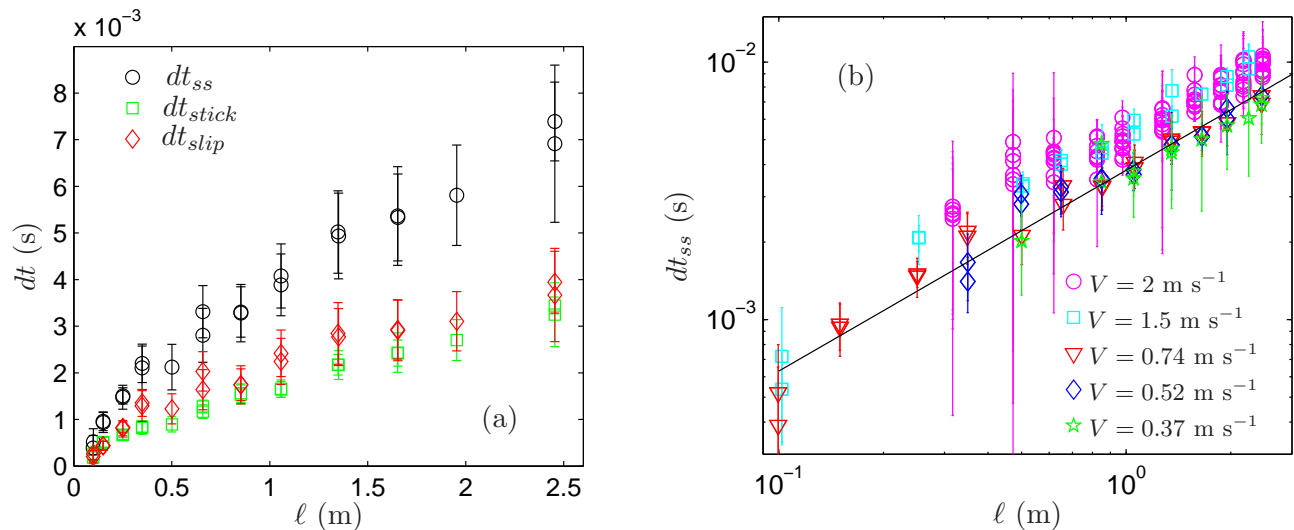 x 10⁻³
8
7
6
5
4
3
2
1
0
0 0.5 1 1.5 2 2.5
dt (s)
ℓ (m)
dt_ss
dt_stick
dt_slip
(a)
10⁻²
10⁻³
10⁻¹ 10⁰
dt_ss (s)
ℓ (m)
(b)
V = 2 m s⁻¹
V = 1.5 m s⁻¹
V = 0.74 m s⁻¹
V = 0.52 m s⁻¹
V = 0.37 m s⁻¹